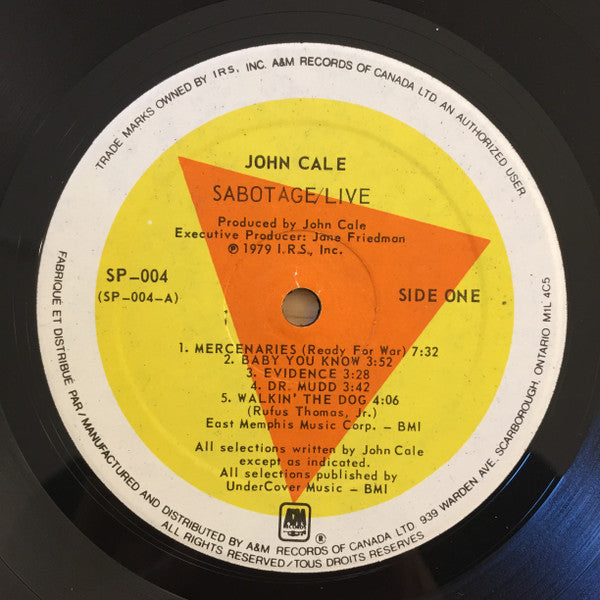 TRADE MARKS OWNED BY I.R.S., INC. A&M RECORDS OF CANADA LTD. AN AUTHORIZED USER
JOHN CALE
SABOTAGE/LIVE
Produced by John Cale
Executive Producer: Jane Friedman
℗ 1979 I.R.S., Inc.
SP–004
(SP–004–A)
SIDE ONE
1. MERCENARIES (Ready For War) 7:32
2. BABY YOU KNOW 3:52
3. EVIDENCE 3:28
4. DR. MUDD 3:42
5. WALKIN' THE DOG 4:06
(Rufus Thomas, Jr.)
East Memphis Music Corp. – BMI
All selections written by John Cale
except as indicated.
All selections published by
UnderCover Music – BMI
A&M
RECORDS
®
FABRIQUÉ ET DISTRIBUÉ PAR/MANUFACTURED AND DISTRIBUTED BY A&M RECORDS OF CANADA LTD. 939 WARDEN AVE. SCARBOROUGH, ONTARIO M1L 4C5
ALL RIGHTS RESERVED/TOUS DROITS RESERVÉS